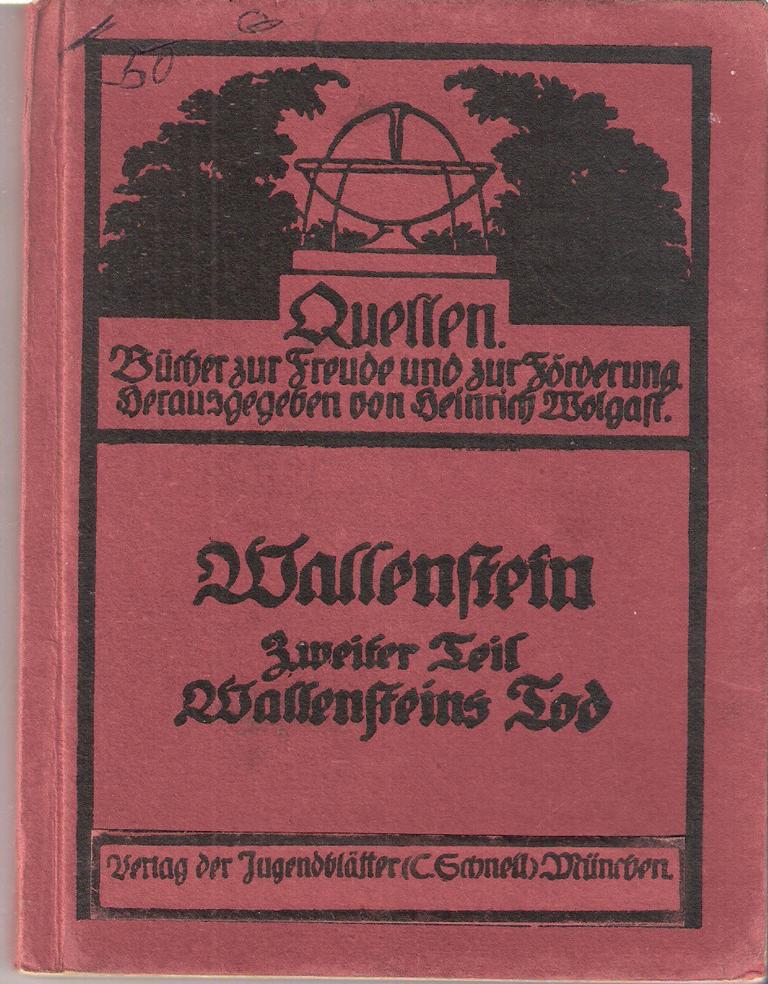 50
Quellen.
Bücher zur Freude und zur Förderung
Herausgegeben von Heinrich Wolgast.
Wallenstein
Zweiter Teil
Wallensteins Tod
Verlag der Jugendblätter (C. Schnell) München.